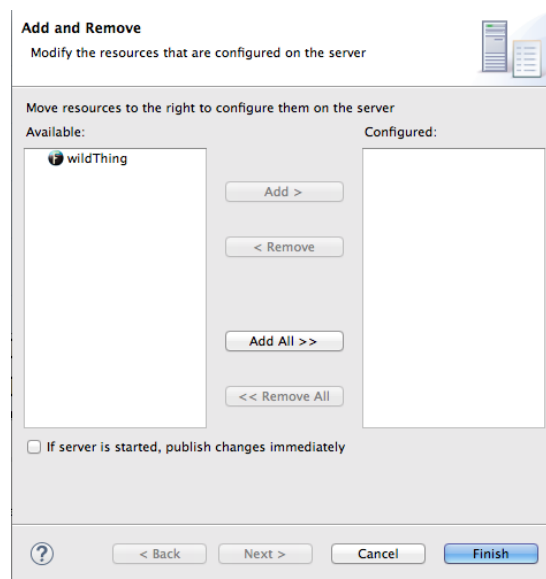 Add and Remove
Modify the resources that are configured on the server
Move resources to the right to configure them on the server
Available:
Configured:
wildThing
Add >
< Remove
Add All >>
<< Remove All
If server is started, publish changes immediately
?
< Back
Next >
Cancel
Finish